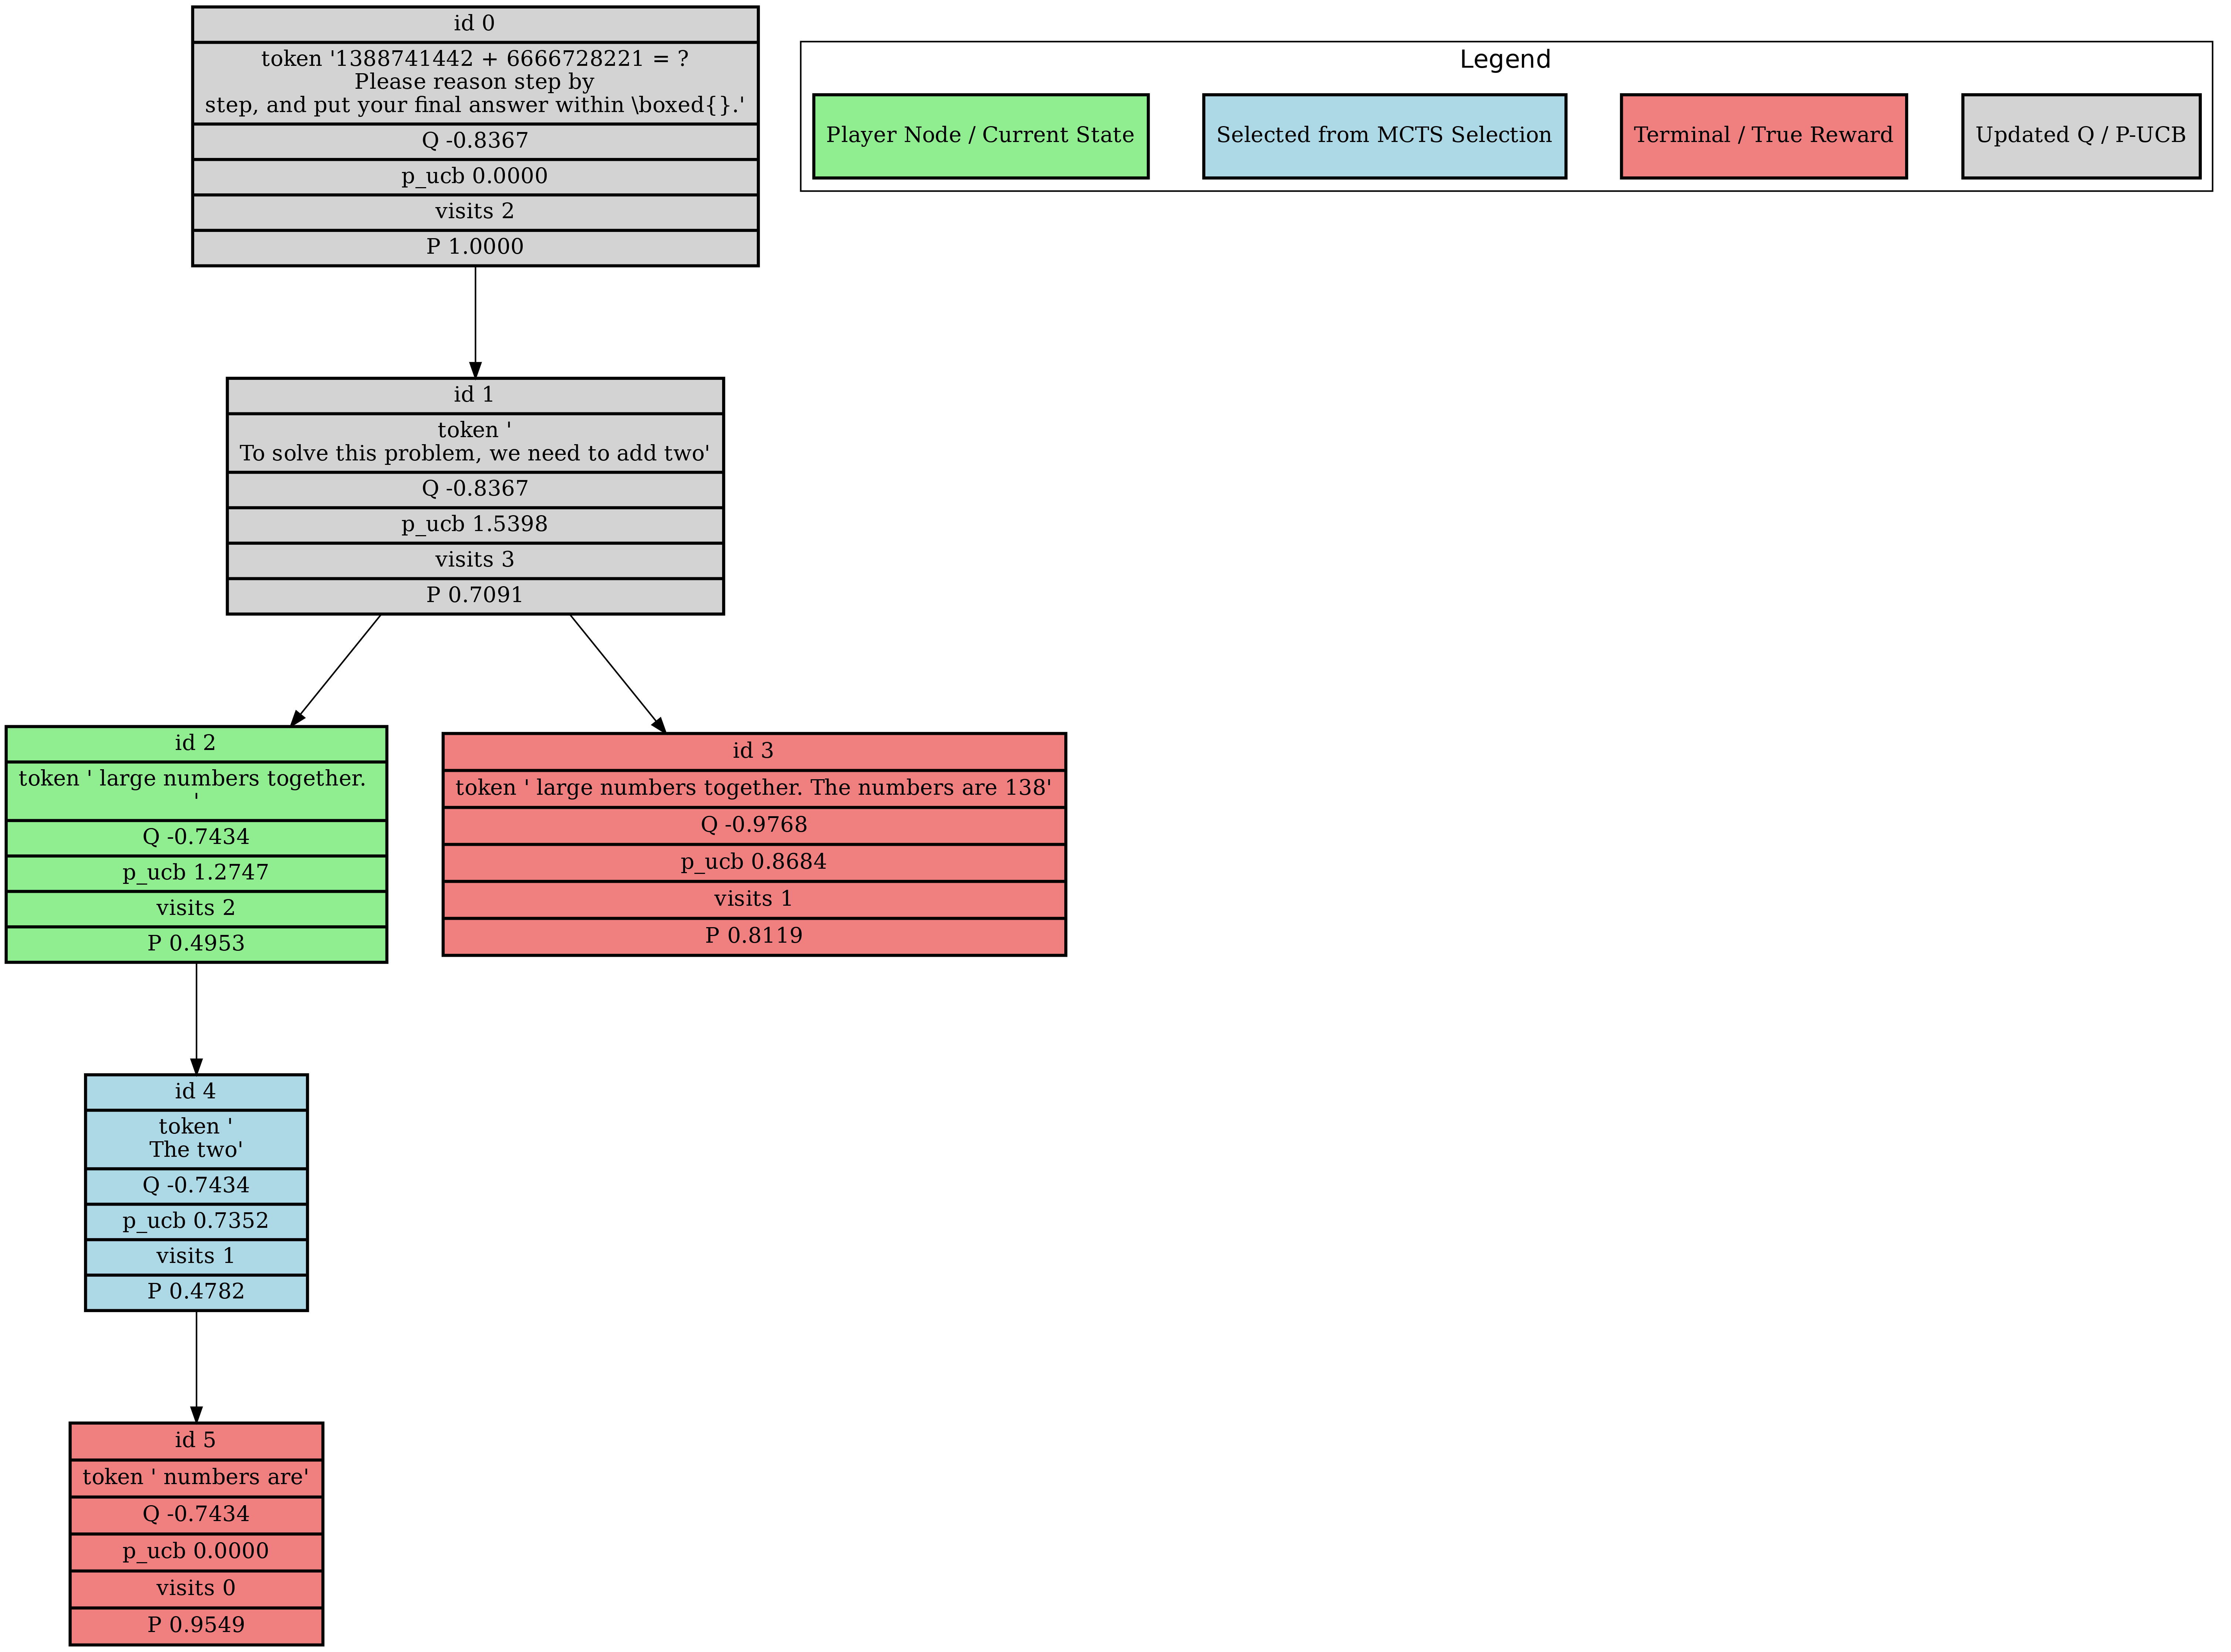 id 0
token '1388741442 + 6666728221 = ?
Please reason step by
step, and put your final answer within \boxed{}.'
Q -0.8367
p_ucb 0.0000
visits 2
P 1.0000
Legend
Player Node / Current State
Selected from MCTS Selection
Terminal / True Reward
Updated Q / P-UCB
id 1
token '
To solve this problem, we need to add two'
Q -0.8367
p_ucb 1.5398
visits 3
P 0.7091
id 2
token ' large numbers together.
'
Q -0.7434
p_ucb 1.2747
visits 2
P 0.4953
id 3
token ' large numbers together. The numbers are 138'
Q -0.9768
p_ucb 0.8684
visits 1
P 0.8119
id 4
token '
The two'
Q -0.7434
p_ucb 0.7352
visits 1
P 0.4782
id 5
token ' numbers are'
Q -0.7434
p_ucb 0.0000
visits 0
P 0.9549